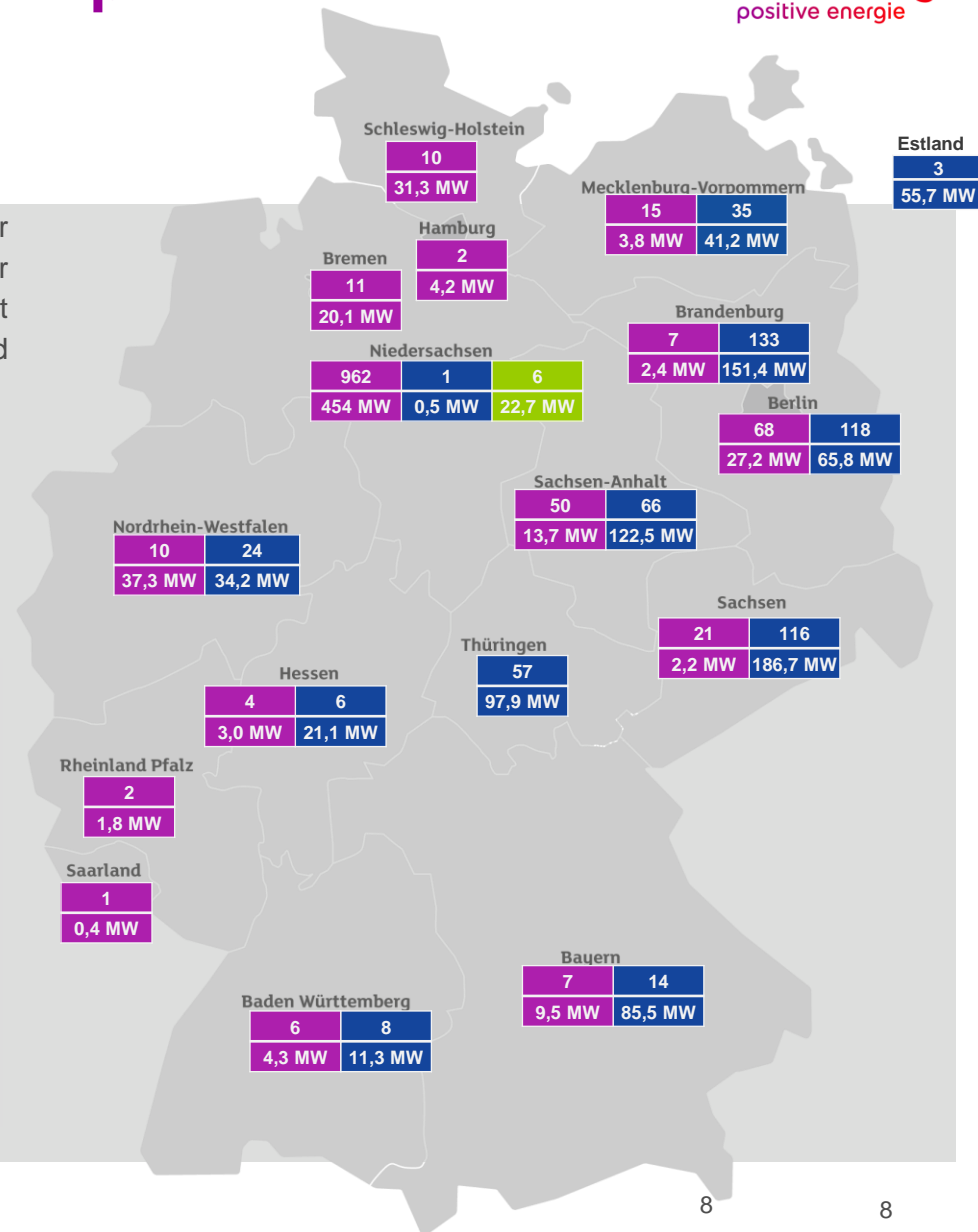 positive energie
Schleswig-Holstein
10
31,3 MW
Estland
3
55,7 MW
Mecklenburg-Vorpommern
15 35
3,8 MW 41,2 MW
Hamburg
2
4,2 MW
Bremen
11
20,1 MW
Brandenburg
7 133
2,4 MW 151,4 MW
Niedersachsen
962 1 6
454 MW 0,5 MW 22,7 MW
Berlin
68 118
27,2 MW 65,8 MW
Sachsen-Anhalt
50 66
13,7 MW 122,5 MW
Nordrhein-Westfalen
10 24
37,3 MW 34,2 MW
Sachsen
21 116
2,2 MW 186,7 MW
Thüringen
57
97,9 MW
Hessen
4 6
3,0 MW 21,1 MW
Rheinland Pfalz
2
1,8 MW
Saarland
1
0,4 MW
Bayern
7 14
9,5 MW 85,5 MW
Baden Württemberg
6 8
4,3 MW 11,3 MW
8 8